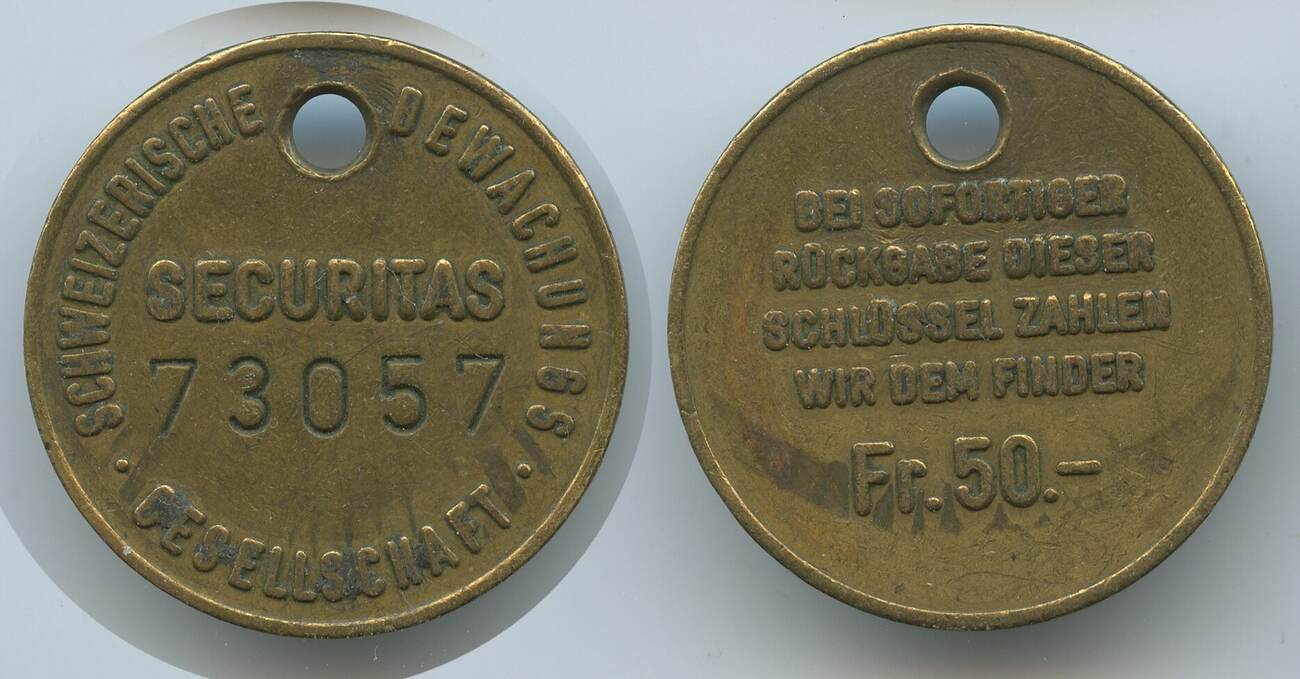 SCHWEIZERISCHE BEWACHUNGS
· GESELLSCHAFT ·
SECURITAS
73057
BEI SOFORTIGER
RÜCKGABE DIESER
SCHLÜSSEL ZAHLEN
WIR DEM FINDER
Fr. 50.–